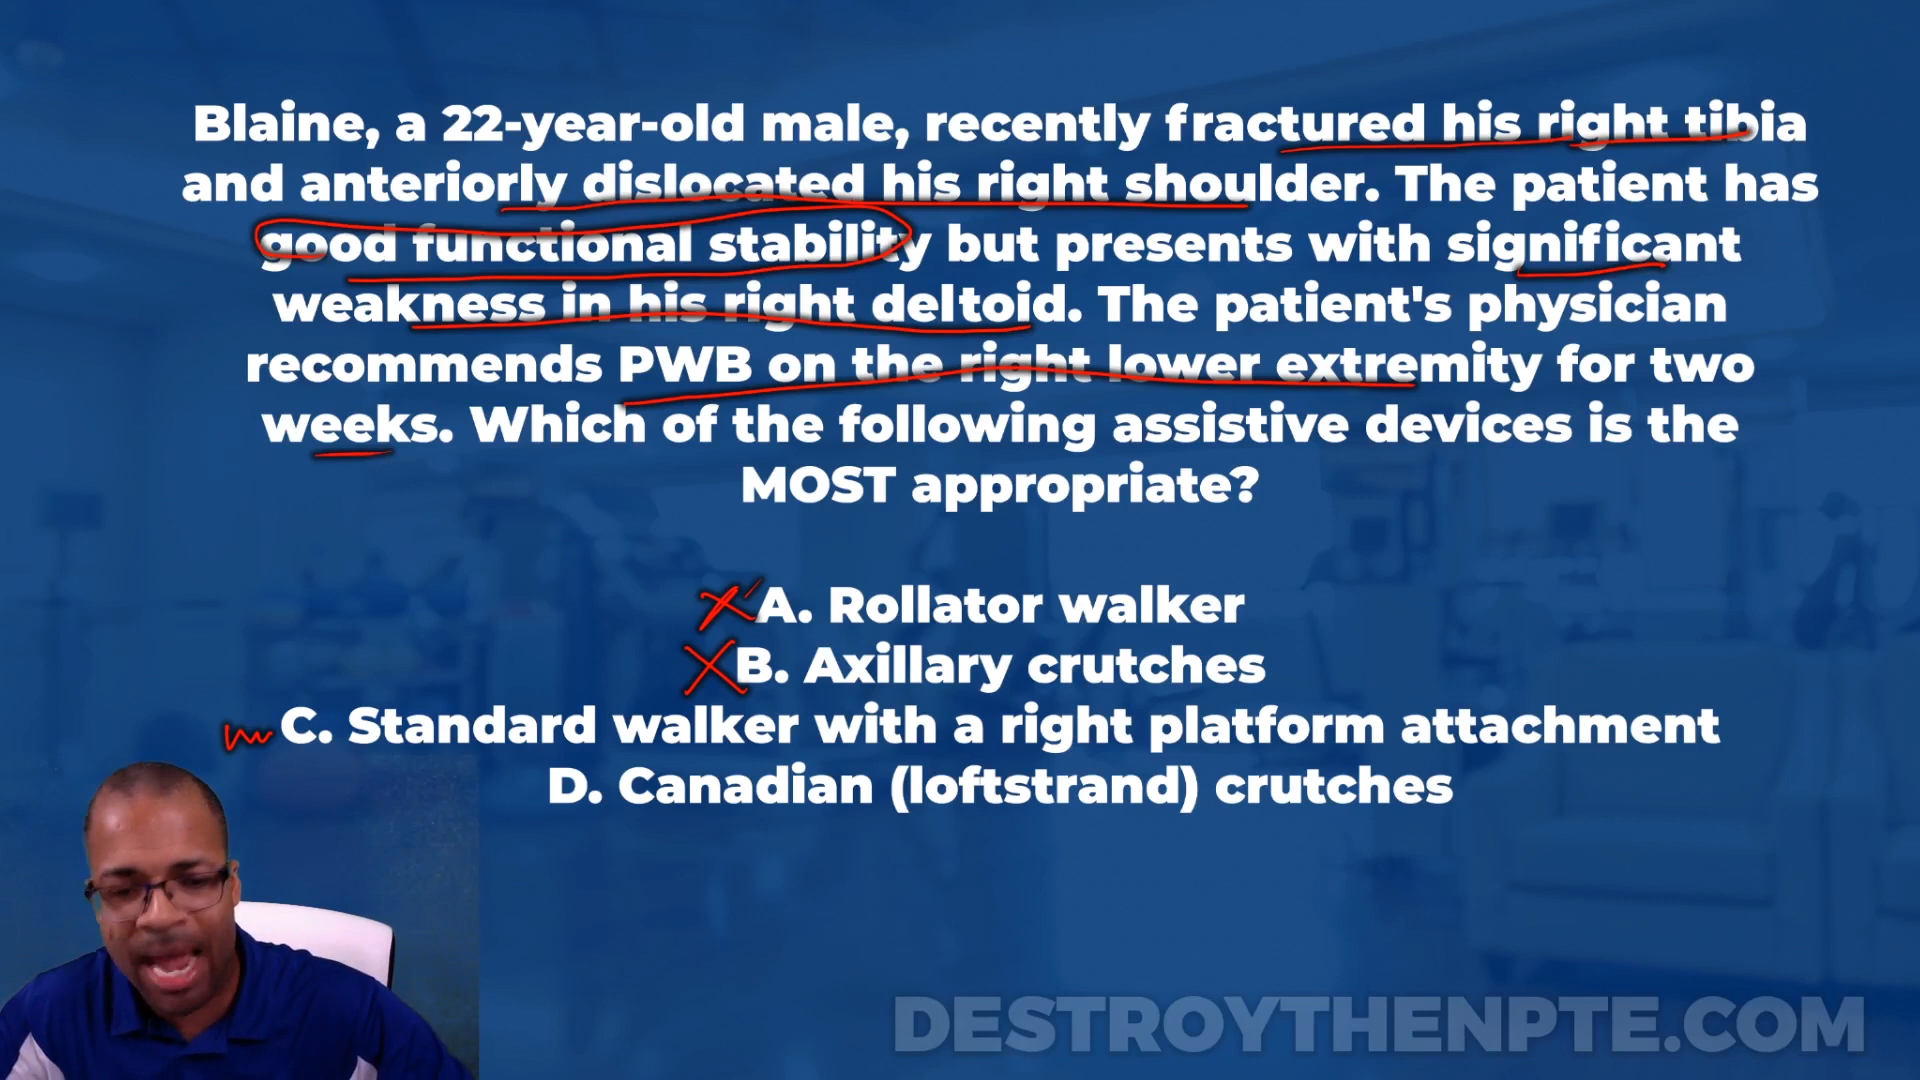 Blaine, a 22-year-old male, recently fractured his right tibia
and anteriorly dislocated his right shoulder. The patient has
good functional stability but presents with significant
weakness in his right deltoid. The patient's physician
recommends PWB on the right lower extremity for two
weeks. Which of the following assistive devices is the
MOST appropriate?
A. Rollator walker
B. Axillary crutches
C. Standard walker with a right platform attachment
D. Canadian (loftstrand) crutches
DESTROYTHENPTE.COM